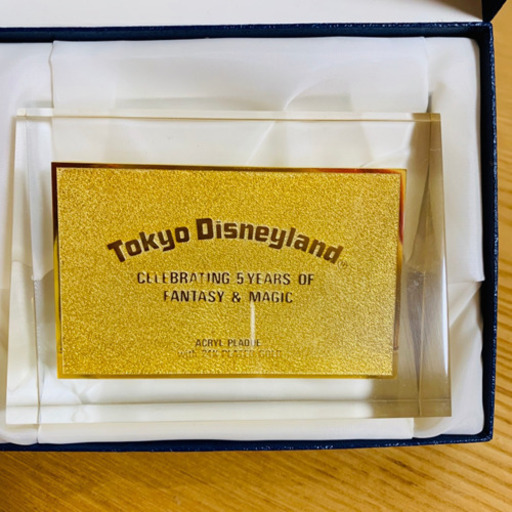 Tokyo Disneyland®
CELEBRATING 5 YEARS OF
FANTASY & MAGIC
ACRYL PLAQUE
with 24K PLATED GOLD